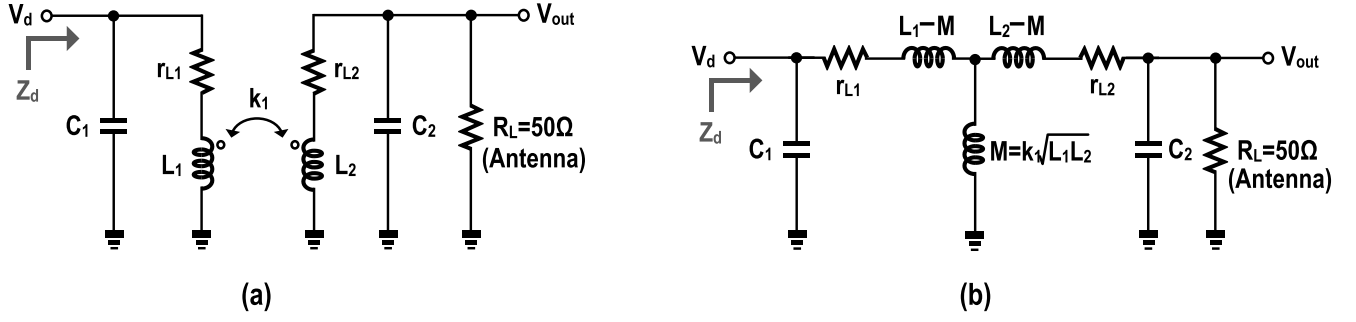 Vd
Vout
Zd
rL1
rL2
k1
C1
L1
L2
C2
RL=50Ω
(Antenna)
(a)
Vd
L1−M
L2−M
Vout
Zd
rL1
rL2
C1
M=k1√L1L2
C2
RL=50Ω
(Antenna)
(b)